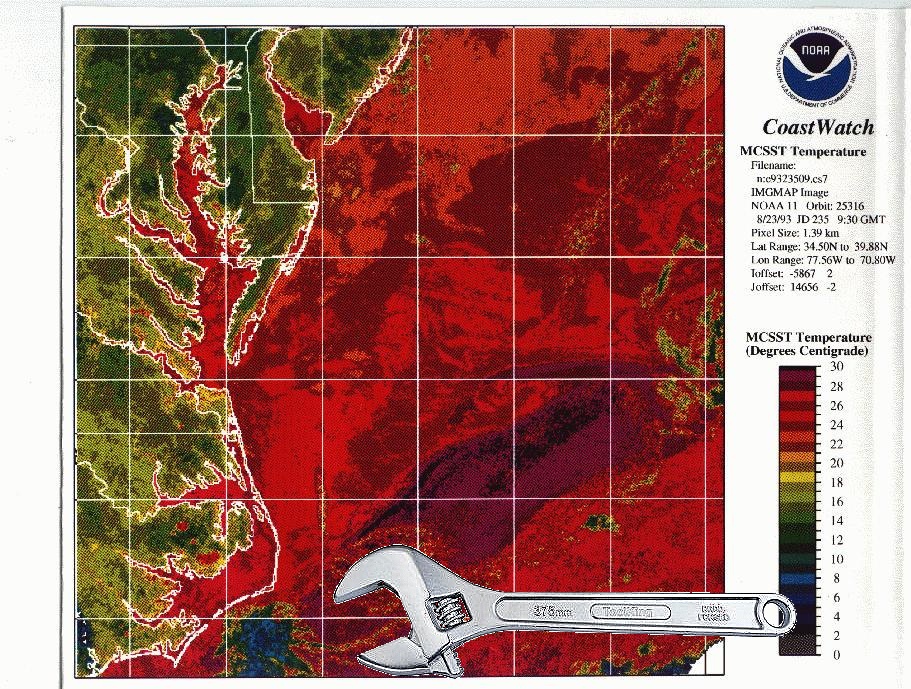 NATIONAL OCEANIC AND ATMOSPHERIC ADMINISTRATION
U.S. DEPARTMENT OF COMMERCE
NOAA
CoastWatch
MCSST Temperature
Filename:
n:c9323509.cs7
IMGMAP Image
NOAA 11 Orbit: 25316
8/23/93 JD 235 9:30 GMT
Pixel Size: 1.39 km
Lat Range: 34.50N to 39.88N
Lon Range: 77.56W to 70.80W
Ioffset: -5867 2
Joffset: 14656 -2
MCSST Temperature
(Degrees Centigrade)
30
28
26
24
22
20
18
16
14
12
10
8
6
4
2
0
375mm ToolKing